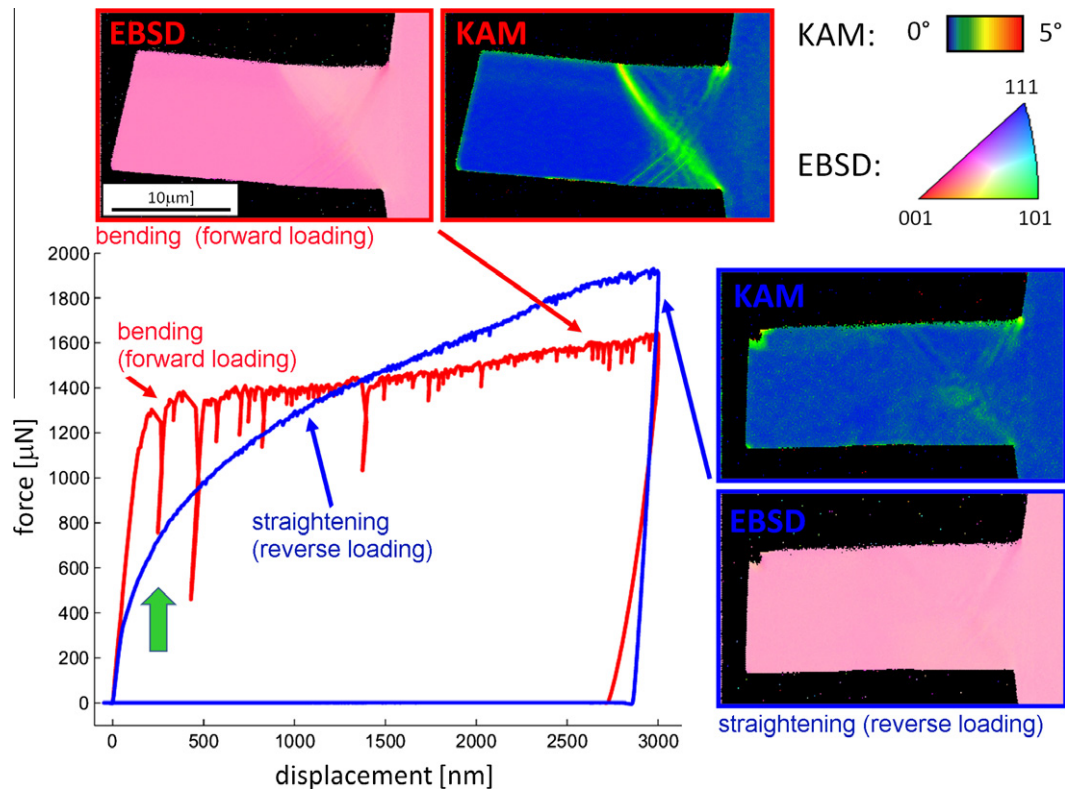 EBSD
KAM
KAM: 0° 5°
10μm]
111
EBSD:
001 101
bending (forward loading)
2000
1800
1600
1400
1200
1000
800
600
400
200
0
force [μN]
bending
(forward loading)
straightening
(reverse loading)
0 500 1000 1500 2000 2500 3000
displacement [nm]
KAM
EBSD
straightening (reverse loading)